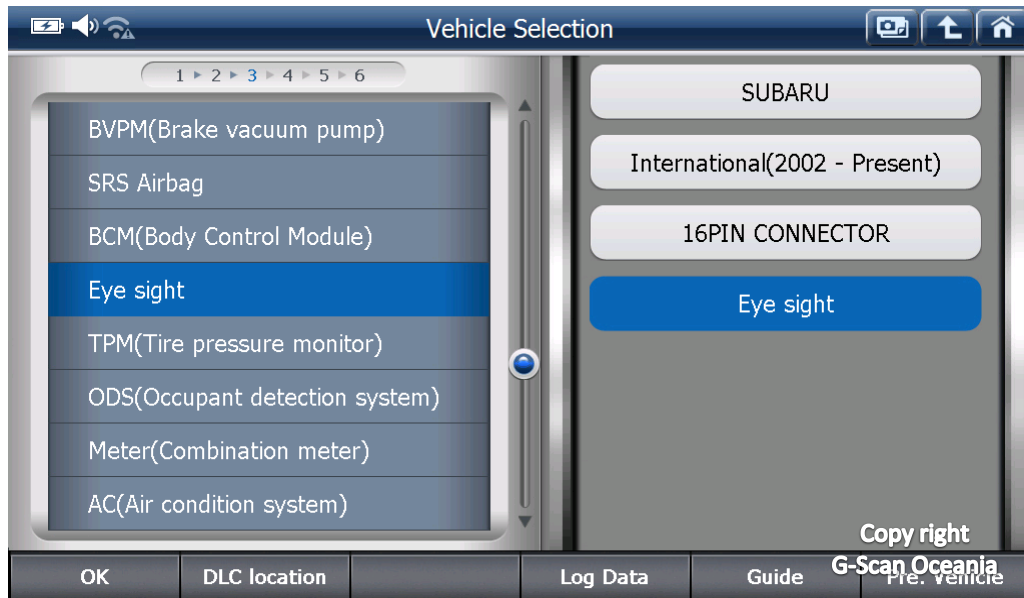 Vehicle Selection
1 ▶ 2 ▶ 3 ▶ 4 ▶ 5 ▶ 6
BVPM(Brake vacuum pump)
SRS Airbag
BCM(Body Control Module)
Eye sight
TPM(Tire pressure monitor)
ODS(Occupant detection system)
Meter(Combination meter)
AC(Air condition system)
SUBARU
International(2002 - Present)
16PIN CONNECTOR
Eye sight
Copy right
G-Scan Oceania
OK DLC location Log Data Guide Pre. Vehicle